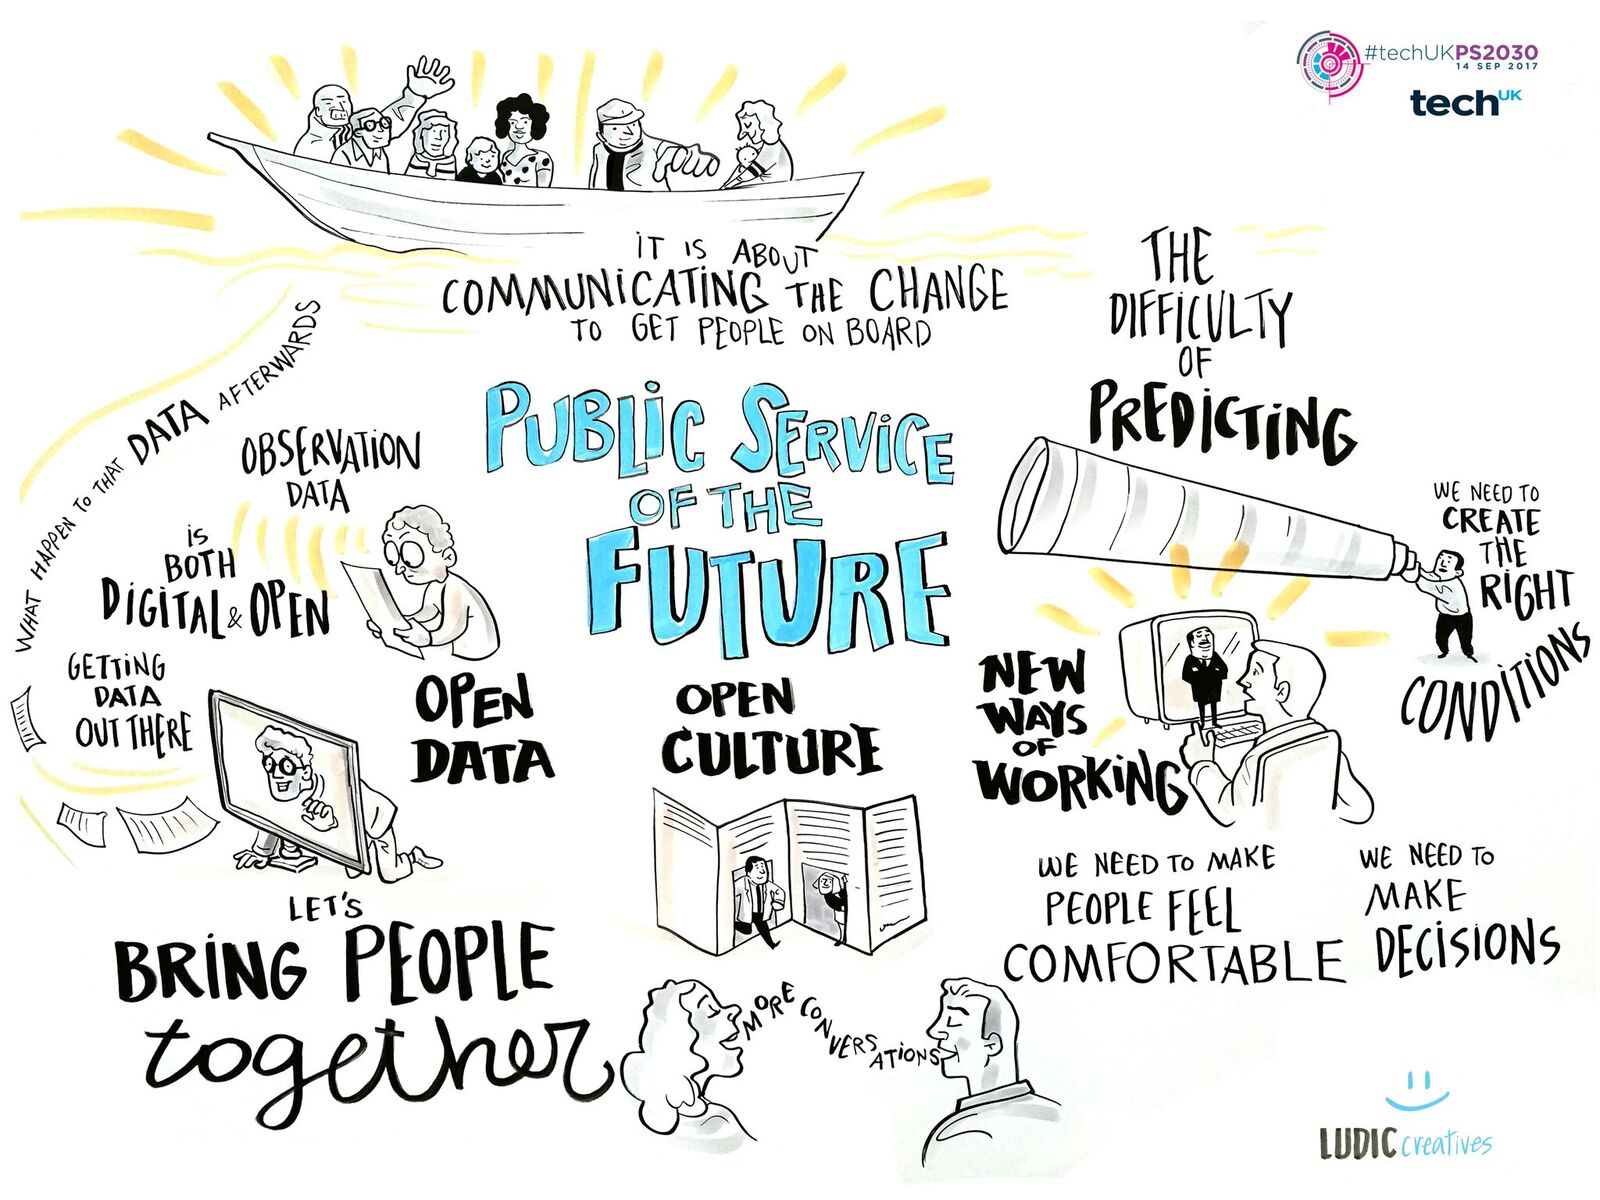 #techUKPS2030
14 SEP 2017
techUK
IT IS ABOUT
COMMUNICATING THE CHANGE
TO GET PEOPLE ON BOARD
THE
DIFFICULTY
OF
PREDICTING
WE NEED TO
CREATE
THE
RIGHT
CONDITIONS
PUBLIC SERVICE
OF THE
FUTURE
WHAT HAPPEN TO THAT DATA AFTERWARDS
OBSERVATION
DATA
IS
BOTH
DIGITAL & OPEN
GETTING
DATA
OUT THERE
OPEN
DATA
OPEN
CULTURE
NEW
WAYS
OF
WORKING
LET'S
BRING PEOPLE
together
MORE CONVERSATIONS
WE NEED TO MAKE
PEOPLE FEEL
COMFORTABLE
WE NEED TO
MAKE
DECISIONS
LUDIC creatives